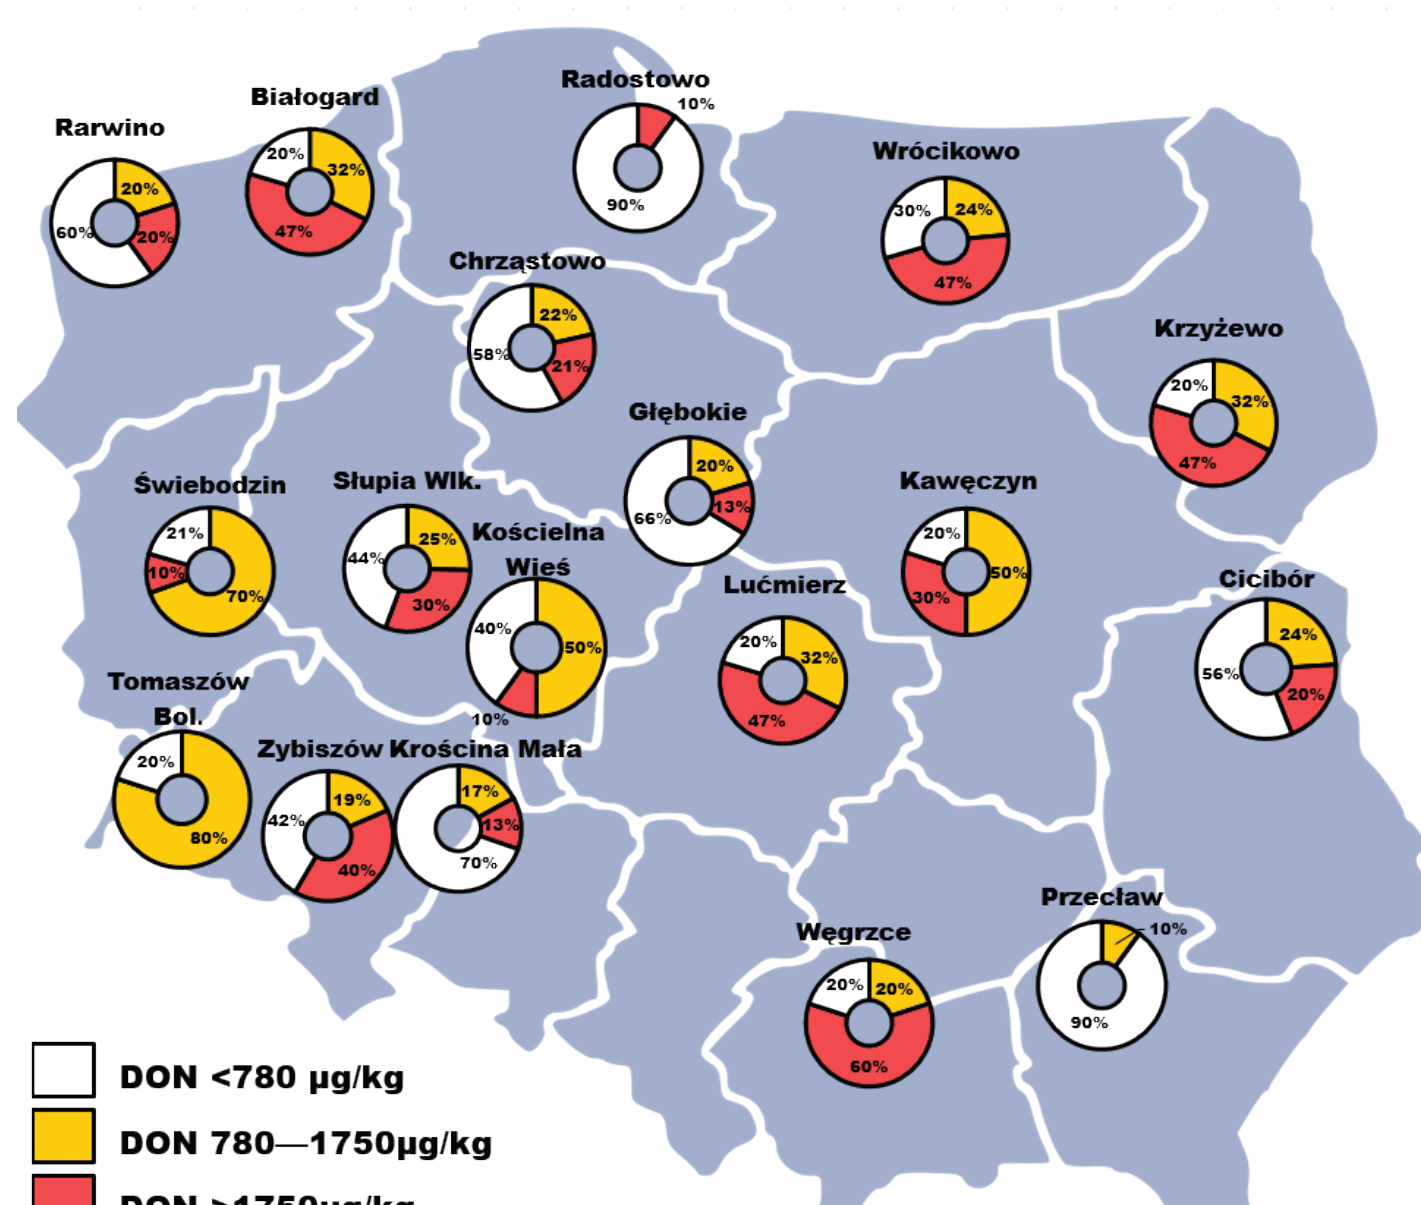 Radostowo
10%
90%
Białogard
20%
32%
47%
Rarwino
20%
60%
20%
Wrócikowo
30%
24%
47%
Chrząstowo
22%
58%
21%
Krzyżewo
20%
32%
47%
Głębokie
20%
66%
13%
Świebodzin
21%
10%
70%
Słupia Wlk.
25%
44%
30%
Kościelna
Wieś
40%
50%
10%
Kawęczyn
20%
50%
30%
Lućmierz
20%
32%
47%
Cicibór
24%
56%
20%
Tomaszów
Bol.
20%
80%
Zybiszów
19%
42%
40%
Krościna Mała
17%
13%
70%
Przecław
10%
90%
Węgrzce
20%
20%
60%
DON <780 µg/kg
DON 780—1750µg/kg
DON >1750µg/kg